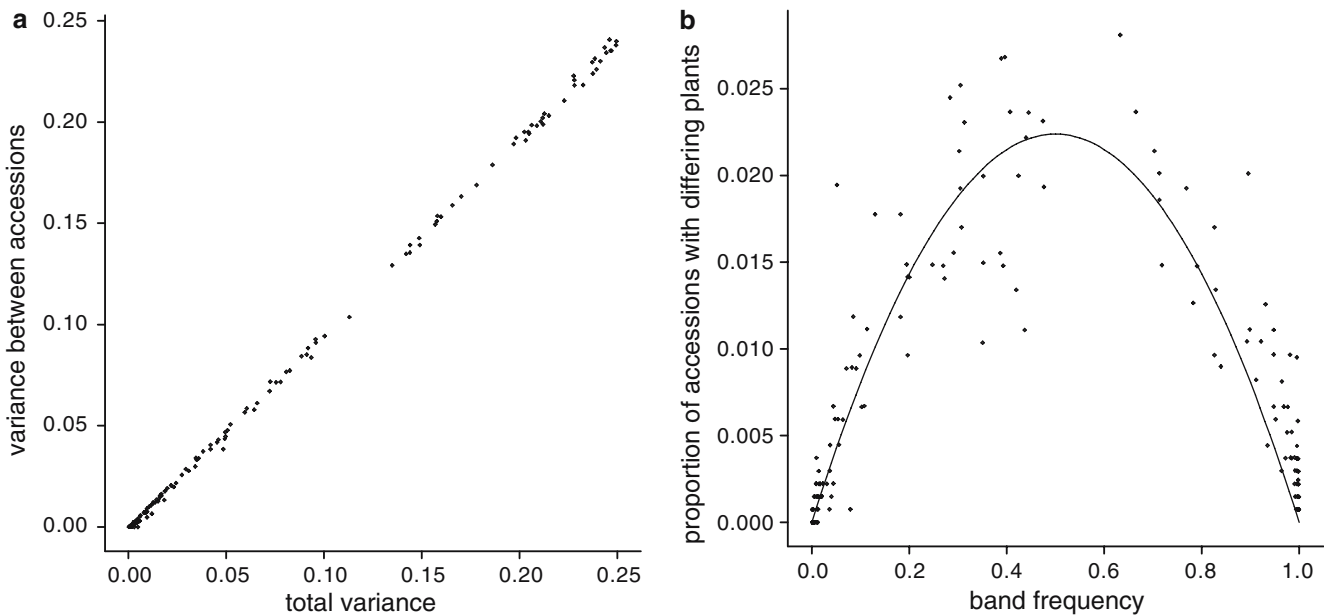 a
variance between accessions
0.25
0.20
0.15
0.10
0.05
0.00
0.00 0.05 0.10 0.15 0.20 0.25
total variance
b
proportion of accessions with differing plants
0.025
0.020
0.015
0.010
0.005
0.000
0.0 0.2 0.4 0.6 0.8 1.0
band frequency